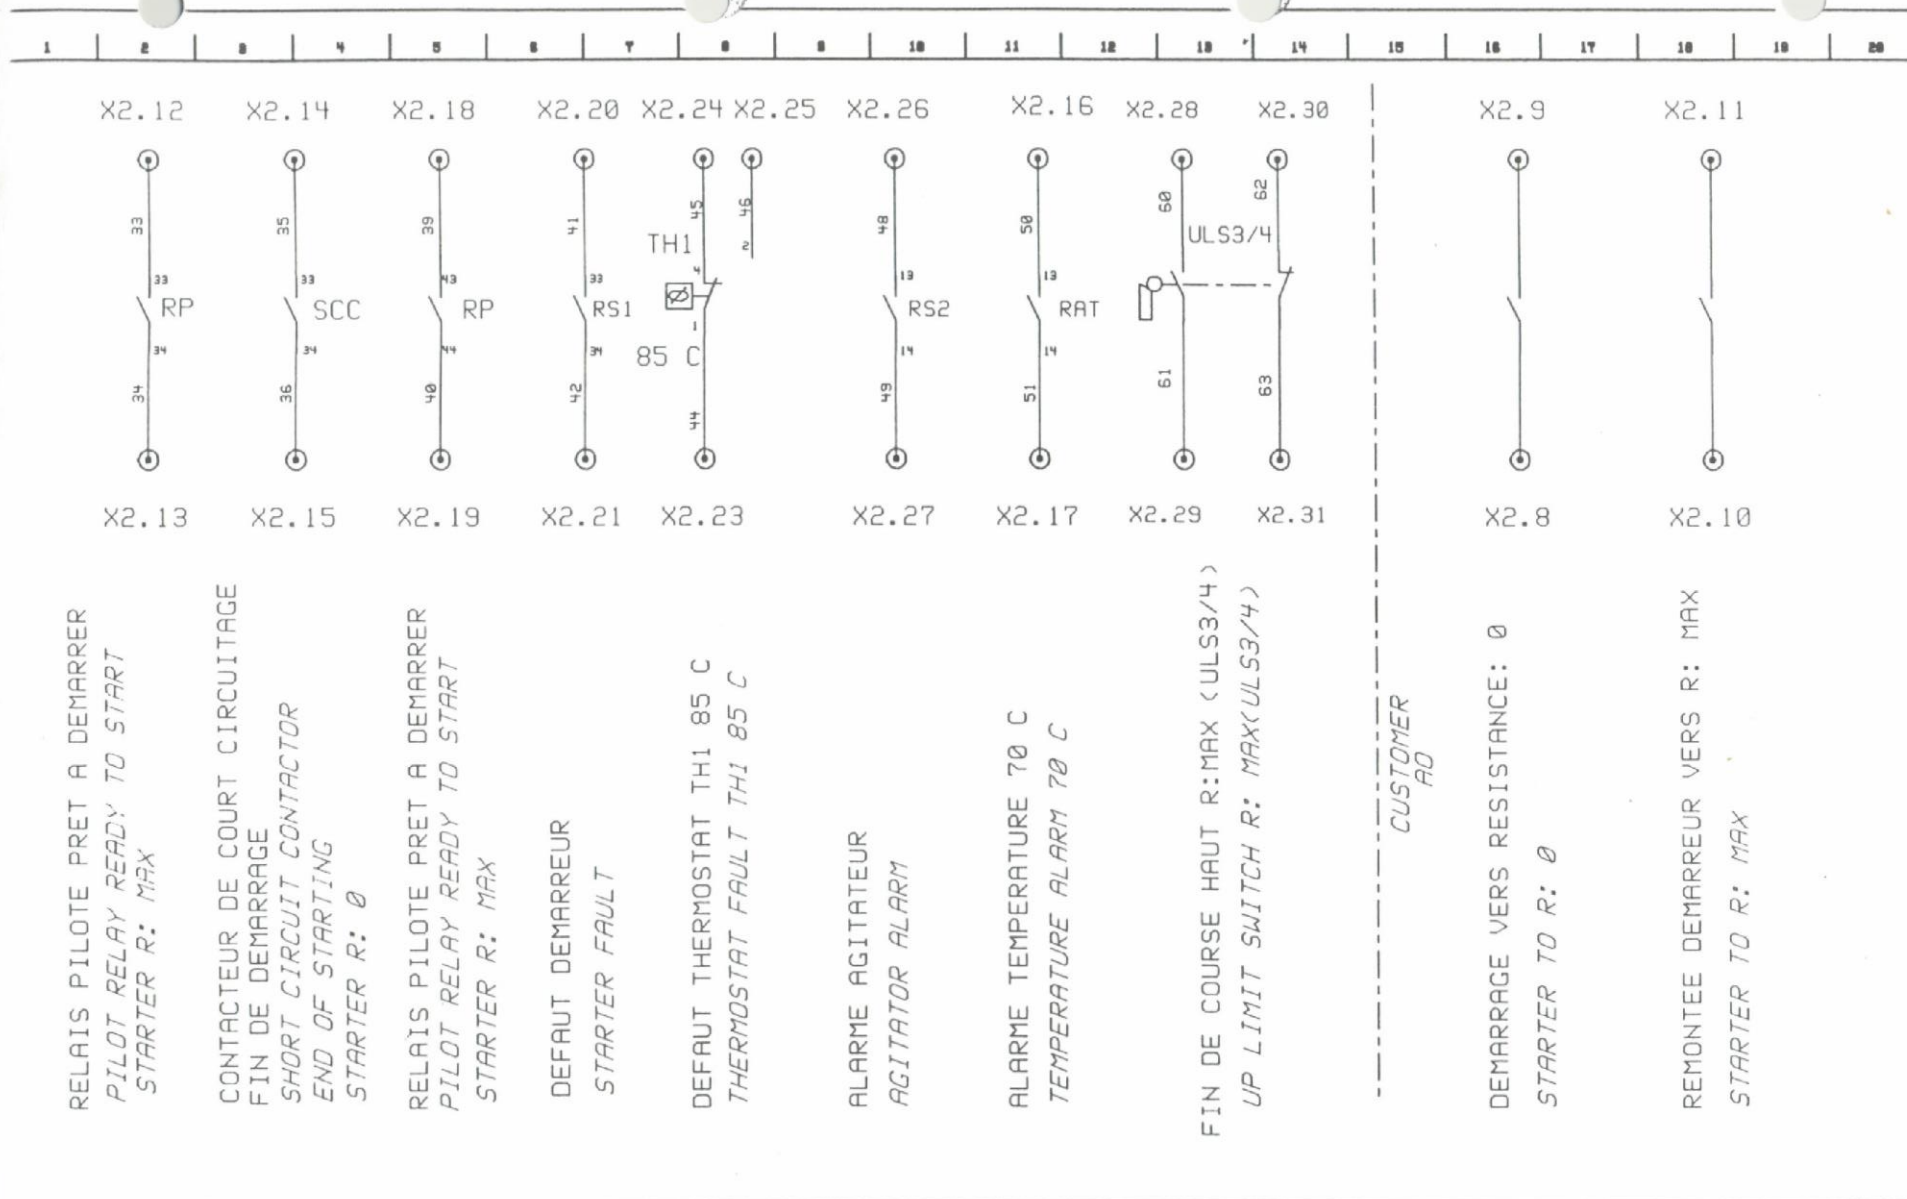 1 2 3 4 5 6 7 8 9 10 11 12 13 14 15 16 17 18 19 20
X2.12 X2.14 X2.18 X2.20 X2.24 X2.25 X2.26 X2.16 X2.28 X2.30 X2.9 X2.11
33 35 39 41 45 46 48 50 60 62
TH1 2 ULS3/4
33 33 43 33 4 13 13
RP SCC RP RS1 RS2 RAT
34 34 44 34 1 14 14
85 C
34 36 40 42 44 49 51 61 63
X2.13 X2.15 X2.19 X2.21 X2.23 X2.27 X2.17 X2.29 X2.31 X2.8 X2.10
RELAIS PILOTE PRET A DEMARRER
PILOT RELAY READY TO START
STARTER R: MAX
CONTACTEUR DE COURT CIRCUITAGE
FIN DE DEMARRAGE
SHORT CIRCUIT CONTACTOR
END OF STARTING
STARTER R: 0
RELAIS PILOTE PRET A DEMARRER
PILOT RELAY READY TO START
STARTER R: MAX
DEFAUT DEMARREUR
STARTER FAULT
DEFAUT THERMOSTAT TH1 85 C
THERMOSTAT FAULT TH1 85 C
ALARME AGITATEUR
AGITATOR ALARM
ALARME TEMPERATURE 70 C
TEMPERATURE ALARM 70 C
FIN DE COURSE HAUT R:MAX (ULS3/4)
UP LIMIT SWITCH R: MAX(ULS3/4)
CUSTOMER
AO
DEMARRAGE VERS RESISTANCE: 0
STARTER TO R: 0
REMONTEE DEMARREUR VERS R: MAX
STARTER TO R: MAX